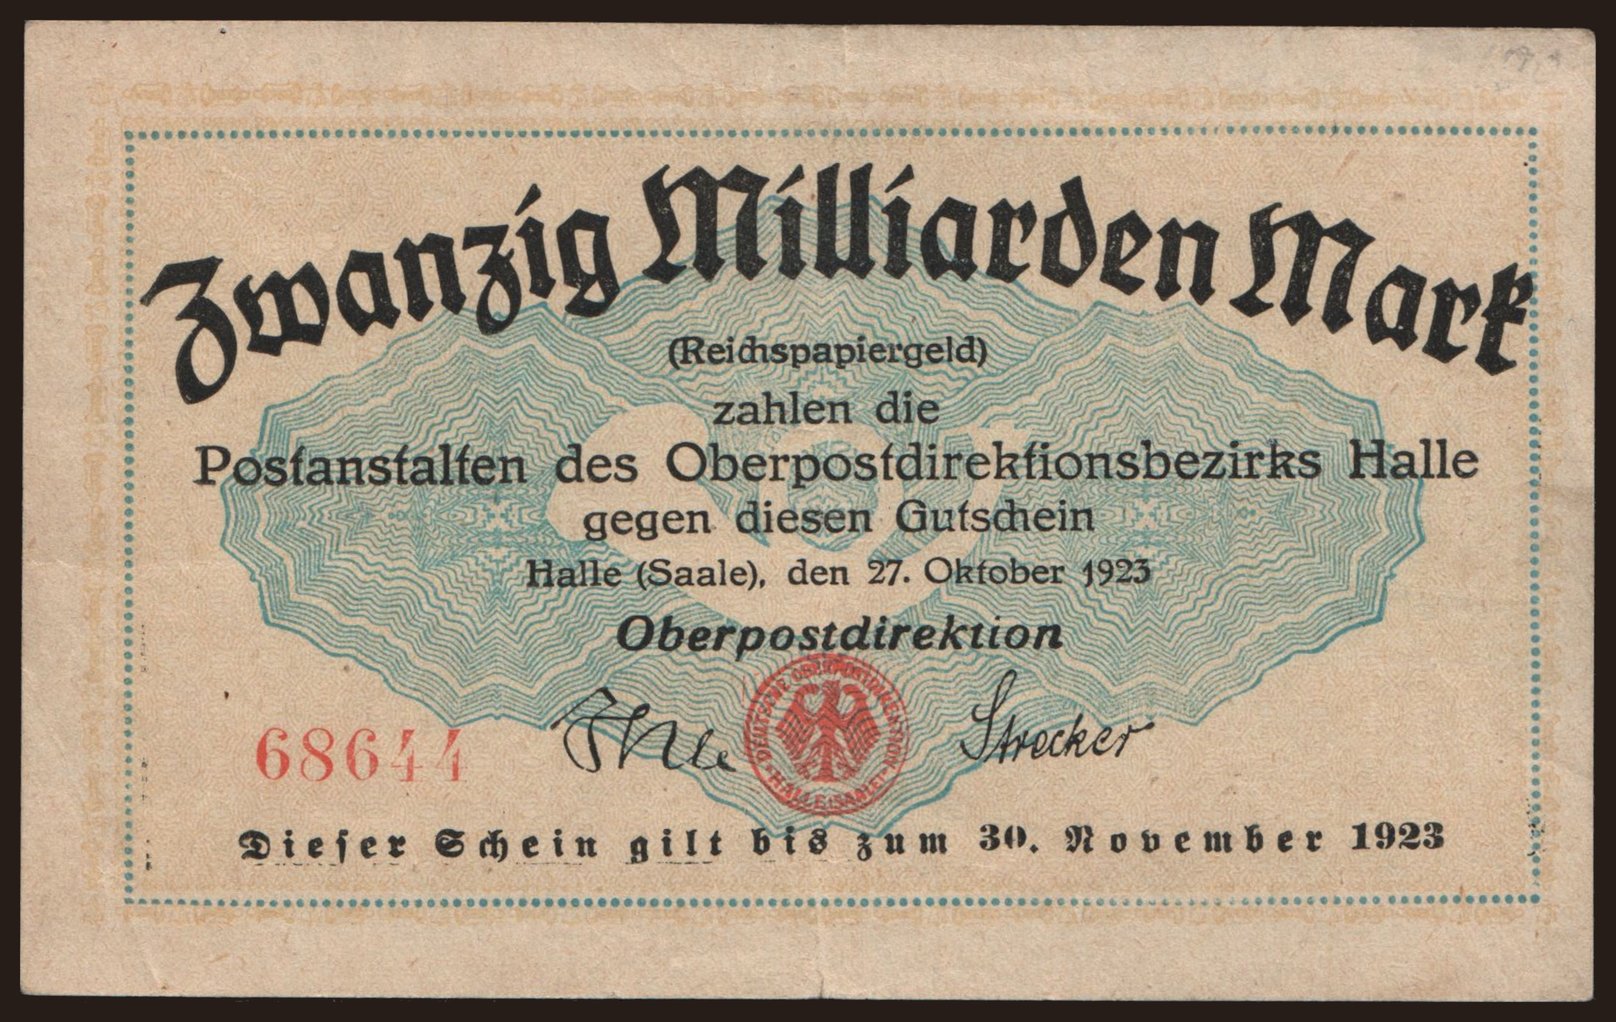 Zwanzig Milliarden Mark
(Reichspapiergeld)
zahlen die
Postanstalten des Oberpostdirektionsbezirks Halle
gegen diesen Gutschein
Halle (Saale), den 27. Oktober 1923
Oberpostdirektion
68644
Strecker
Dieser Schein gilt bis zum 30. November 1923